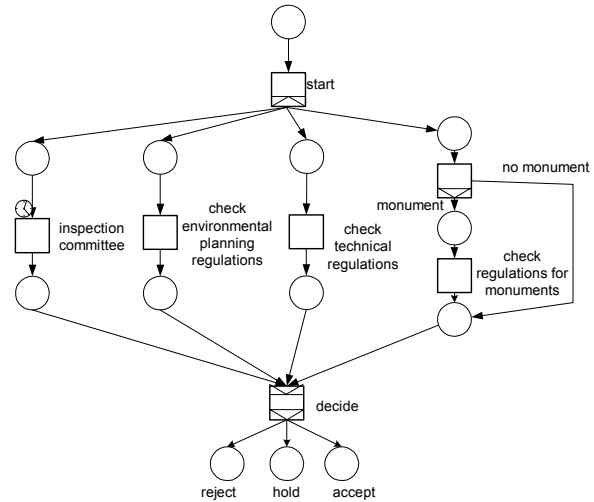 start
no monument
monument
inspection
committee
check
environmental
planning
regulations
check
technical
regulations
check
regulations for
monuments
decide
reject
hold
accept